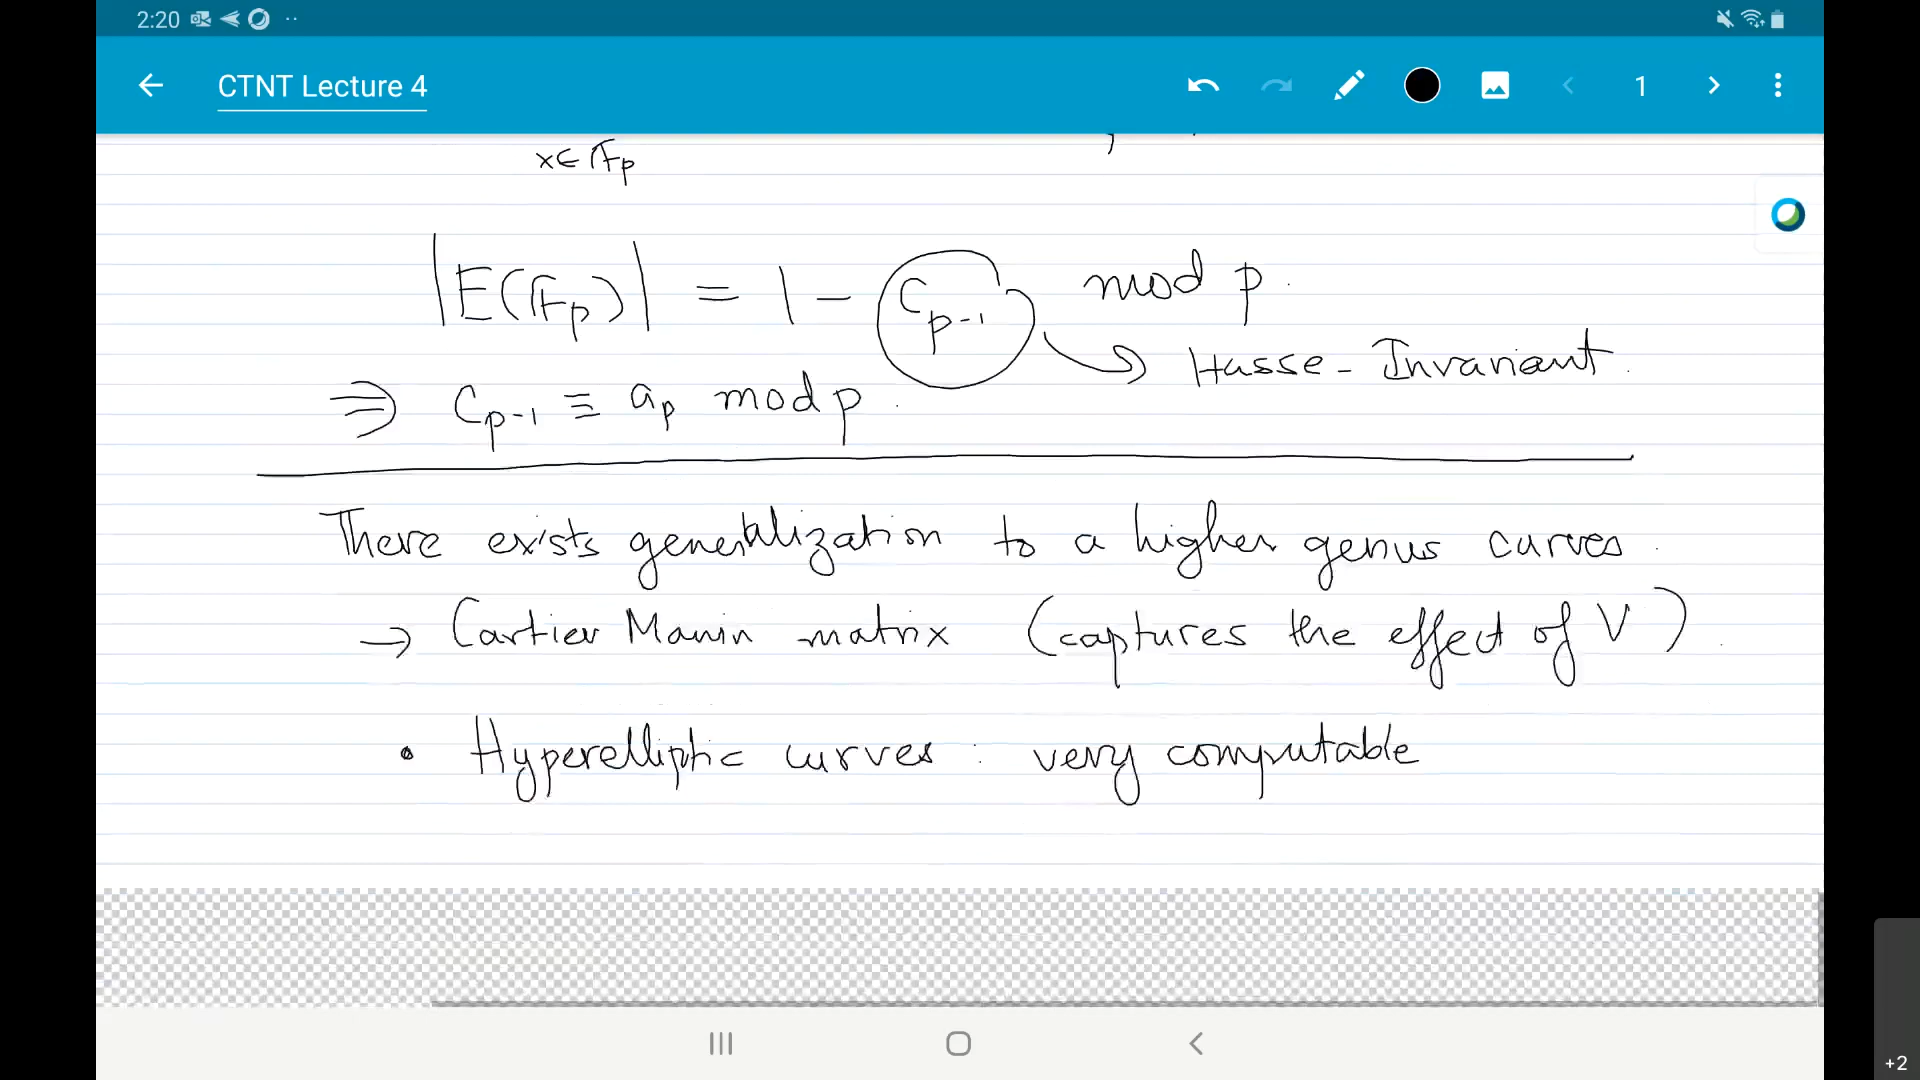 2:20
CTNT Lecture 4
1
x∈ 𝔽p
|E(𝔽p)| = 1 - Cp-1 mod p.
Hasse-Invariant.
⇒ Cp-1 ≡ ap mod p.
There exists generalization to a higher genus curves.
→ Cartier Manin matrix (captures the effect of V).
• Hyperelliptic curves: very computable
+2